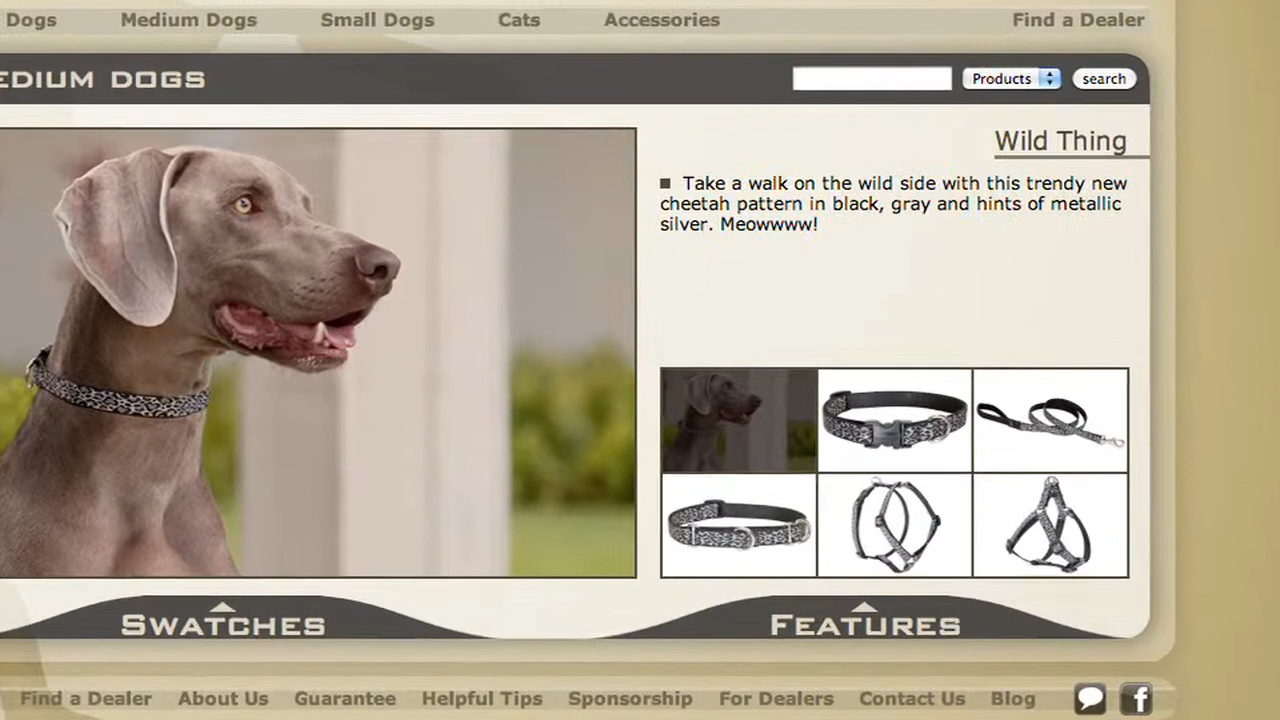 Dogs Medium Dogs Small Dogs Cats Accessories Find a Dealer
EDIUM DOGS
Products search
Wild Thing
Take a walk on the wild side with this trendy new
cheetah pattern in black, gray and hints of metallic
silver. Meowwww!
SWATCHES FEATURES
Find a Dealer About Us Guarantee Helpful Tips Sponsorship For Dealers Contact Us Blog
f